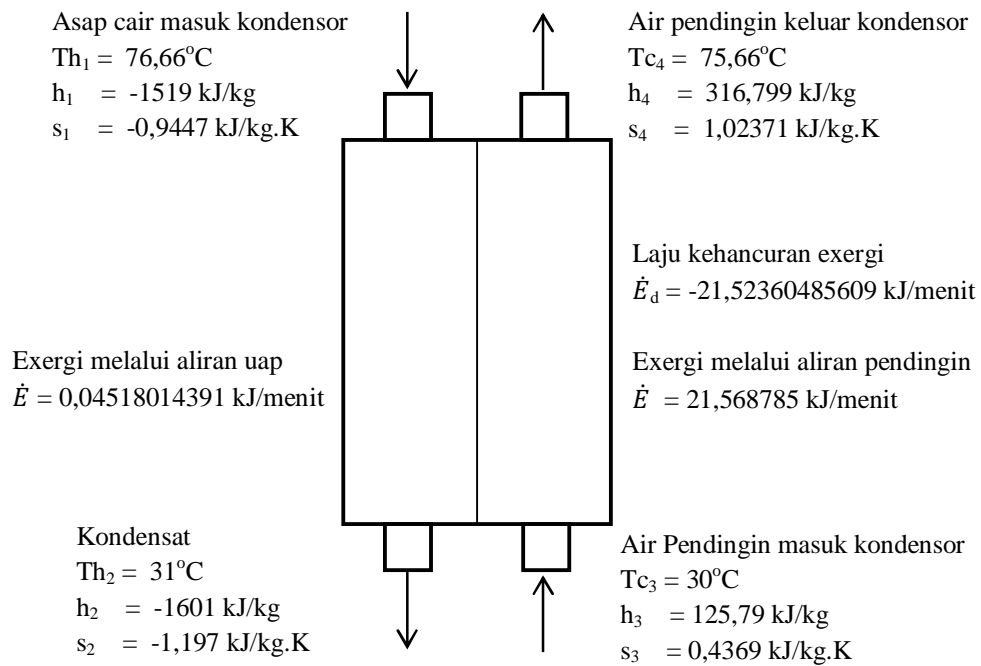 Asap cair masuk kondensor
Th₁ = 76,66°C
h₁ = -1519 kJ/kg
s₁ = -0,9447 kJ/kg.K
Air pendingin keluar kondensor
Tc₄ = 75,66°C
h₄ = 316,799 kJ/kg
s₄ = 1,02371 kJ/kg.K
Laju kehancuran exergi
Ėd = -21,52360485609 kJ/menit
Exergi melalui aliran uap
Ė = 0,04518014391 kJ/menit
Exergi melalui aliran pendingin
Ė = 21,568785 kJ/menit
Kondensat
Th₂ = 31°C
h₂ = -1601 kJ/kg
s₂ = -1,197 kJ/kg.K
Air Pendingin masuk kondensor
Tc₃ = 30°C
h₃ = 125,79 kJ/kg
s₃ = 0,4369 kJ/kg.K